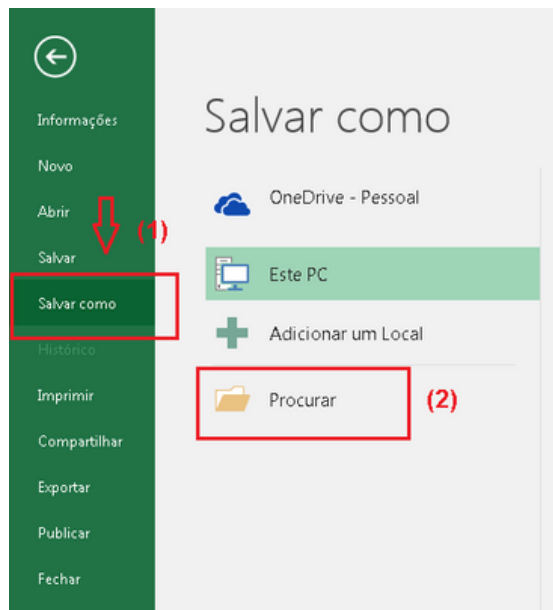 Informações
Novo
Abrir
(1)
Salvar
Salvar como
Histórico
Imprimir
Compartilhar
Exportar
Publicar
Fechar
Salvar como
OneDrive - Pessoal
Este PC
Adicionar um Local
Procurar
(2)